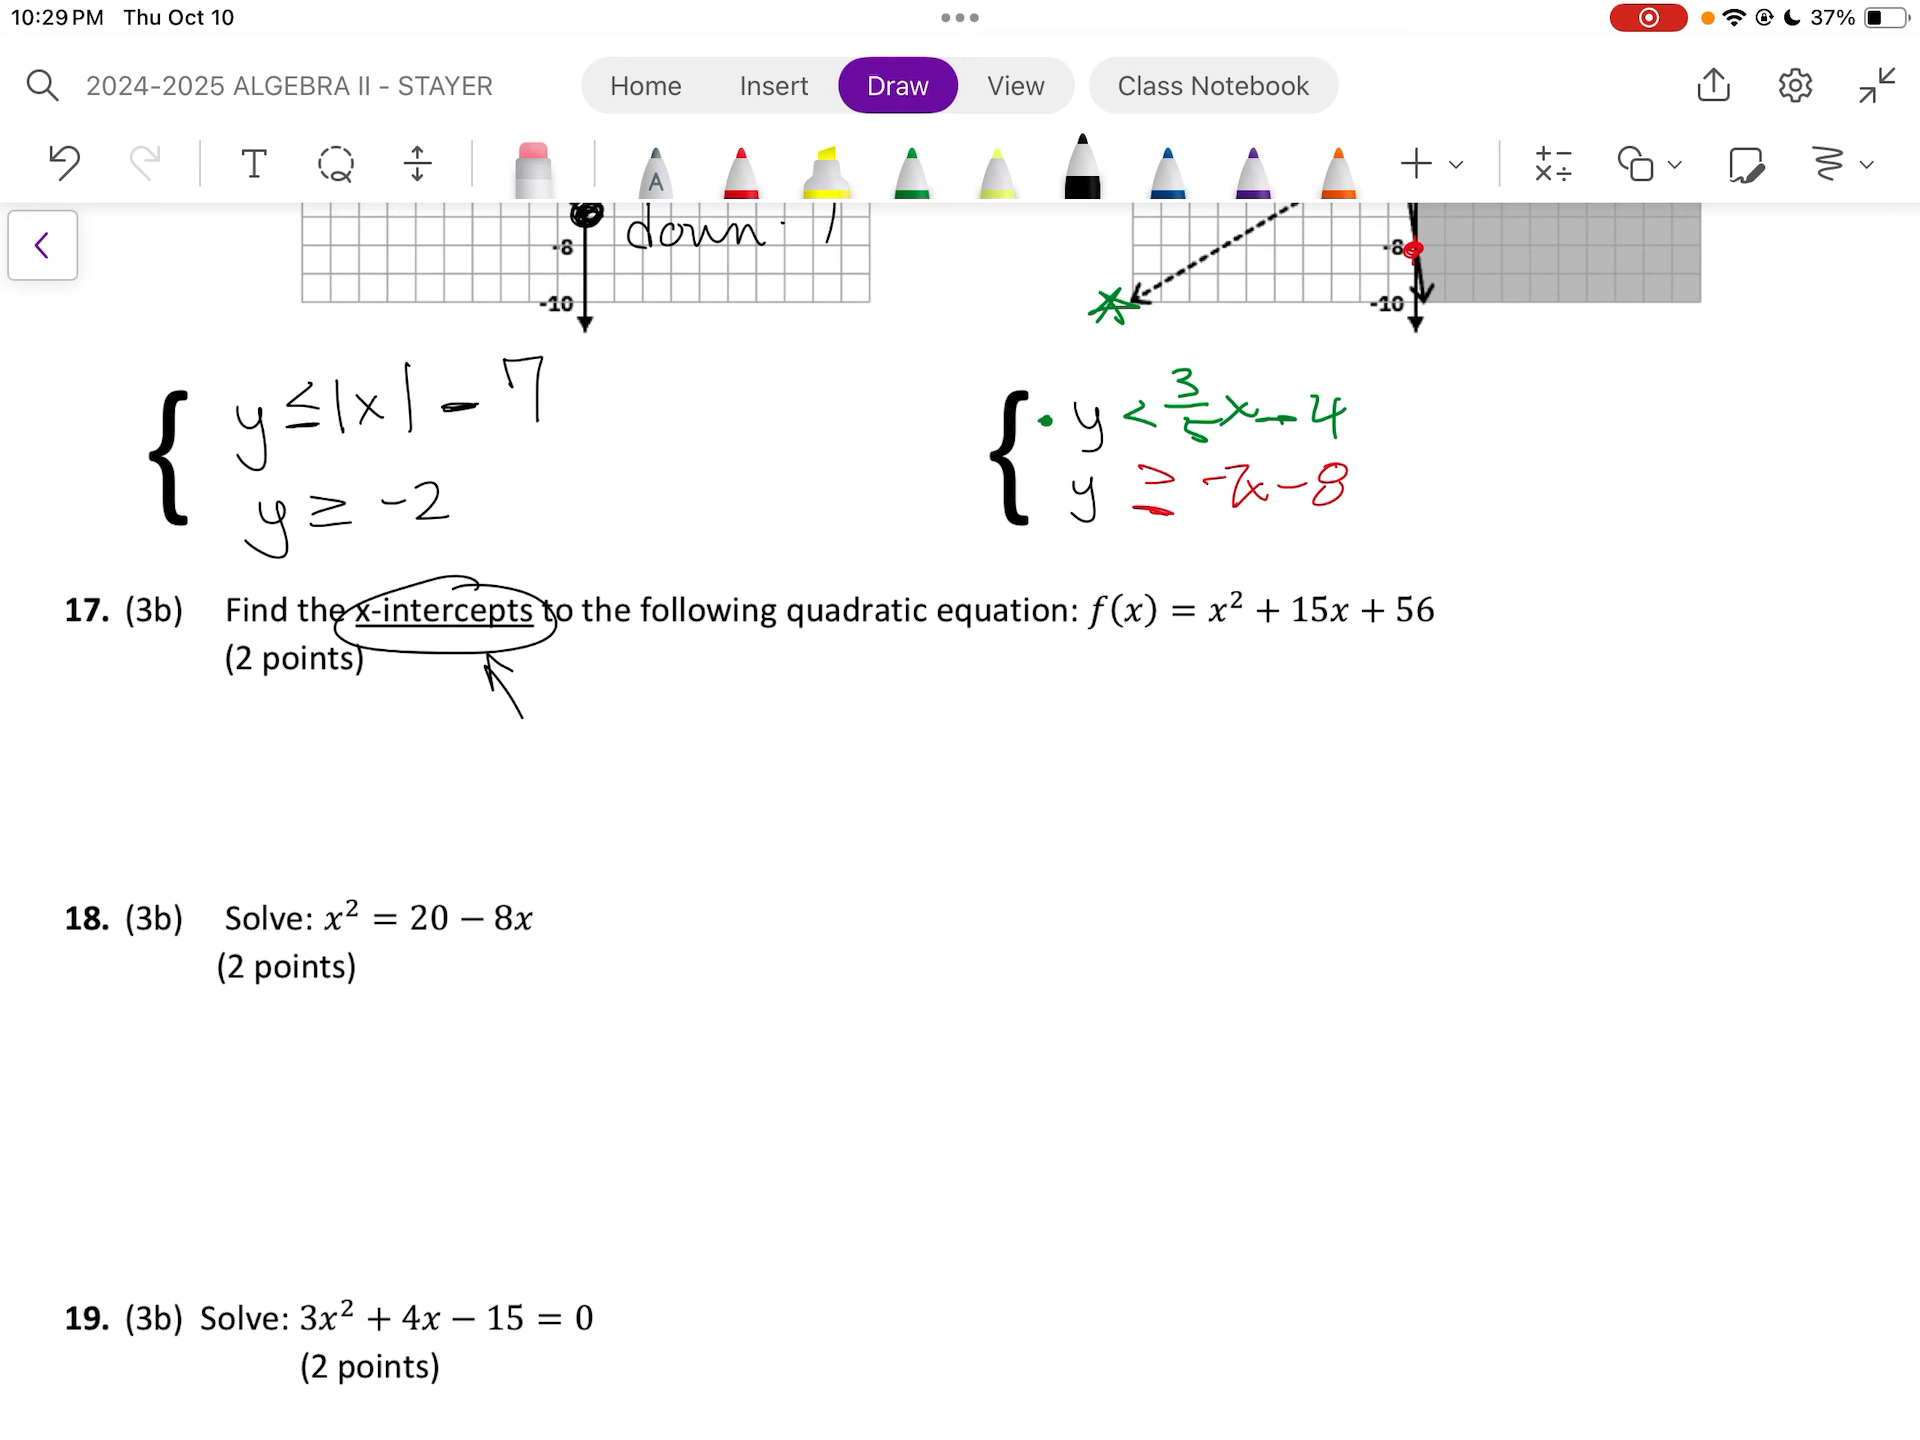 10:29 PM Thu Oct 10
37%
2024-2025 ALGEBRA II - STAYER
Home Insert Draw View Class Notebook
T
A
-8 down
-10
-8
-10
{ y ≤ |x| - 7
y ≥ -2
{ • y < 3/5 x - 4
y ≥ -7x - 8
17. (3b) Find the x-intercepts to the following quadratic equation: f(x) = x² + 15x + 56
(2 points)
18. (3b) Solve: x² = 20 − 8x
(2 points)
19. (3b) Solve: 3x² + 4x − 15 = 0
(2 points)